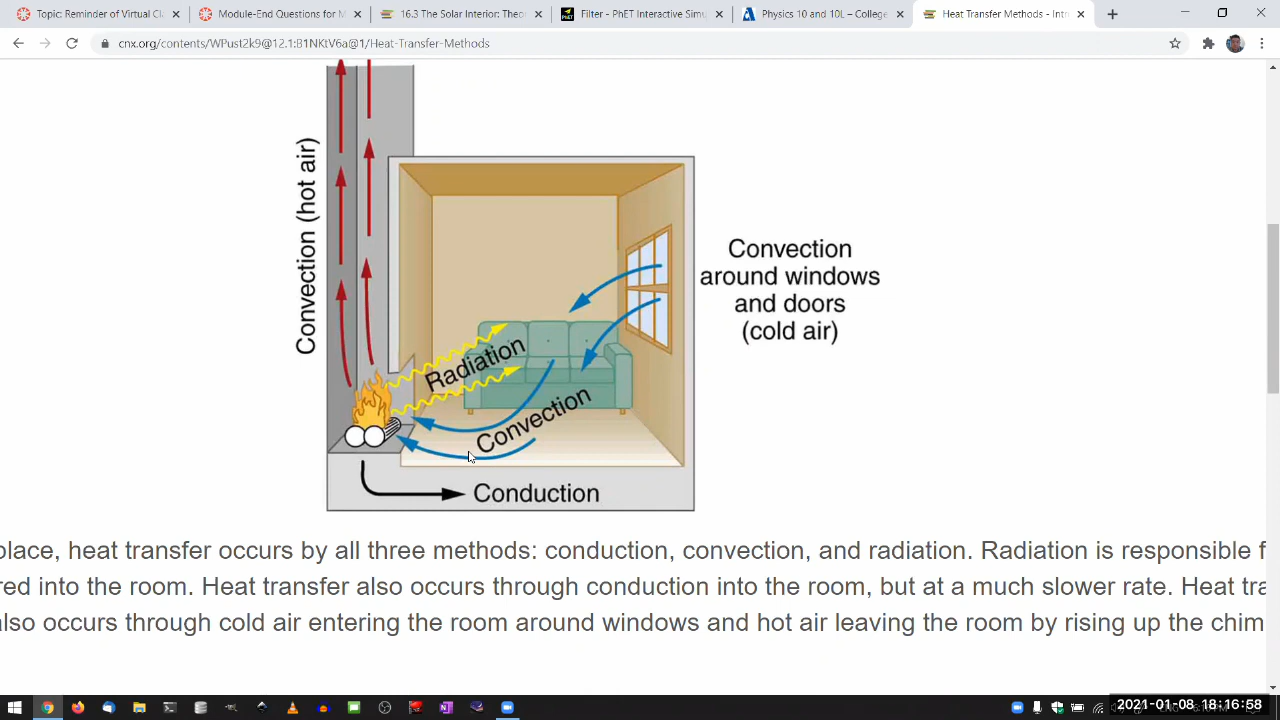 Topic: Reminder of Virtual Cla
Module-End Question for M
16.3 The Solar Interior: Theor
Filter - PhET Interactive Simu
Physics 10 and 10L – College
Heat Transfer Methods - Intr
cnx.org/contents/WPust2k9@12.1:B1NKtV6a@1/Heat-Transfer-Methods
Convection (hot air)
Convection
around windows
and doors
(cold air)
Radiation
Convection
Conduction
place, heat transfer occurs by all three methods: conduction, convection, and radiation. Radiation is responsible f
red into the room. Heat transfer also occurs through conduction into the room, but at a much slower rate. Heat tra
also occurs through cold air entering the room around windows and hot air leaving the room by rising up the chim
2021-01-08 18:16:58